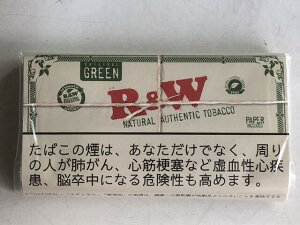 ORIGINAL
GREEN
RAW
NATURAL AUTHENTIC TOBACCO
PAPER
INCLUDED
たばこの煙は、あなただけでなく、周り
の人が肺がん、心筋梗塞など虚血性心疾
患、脳卒中になる危険性も高めます。